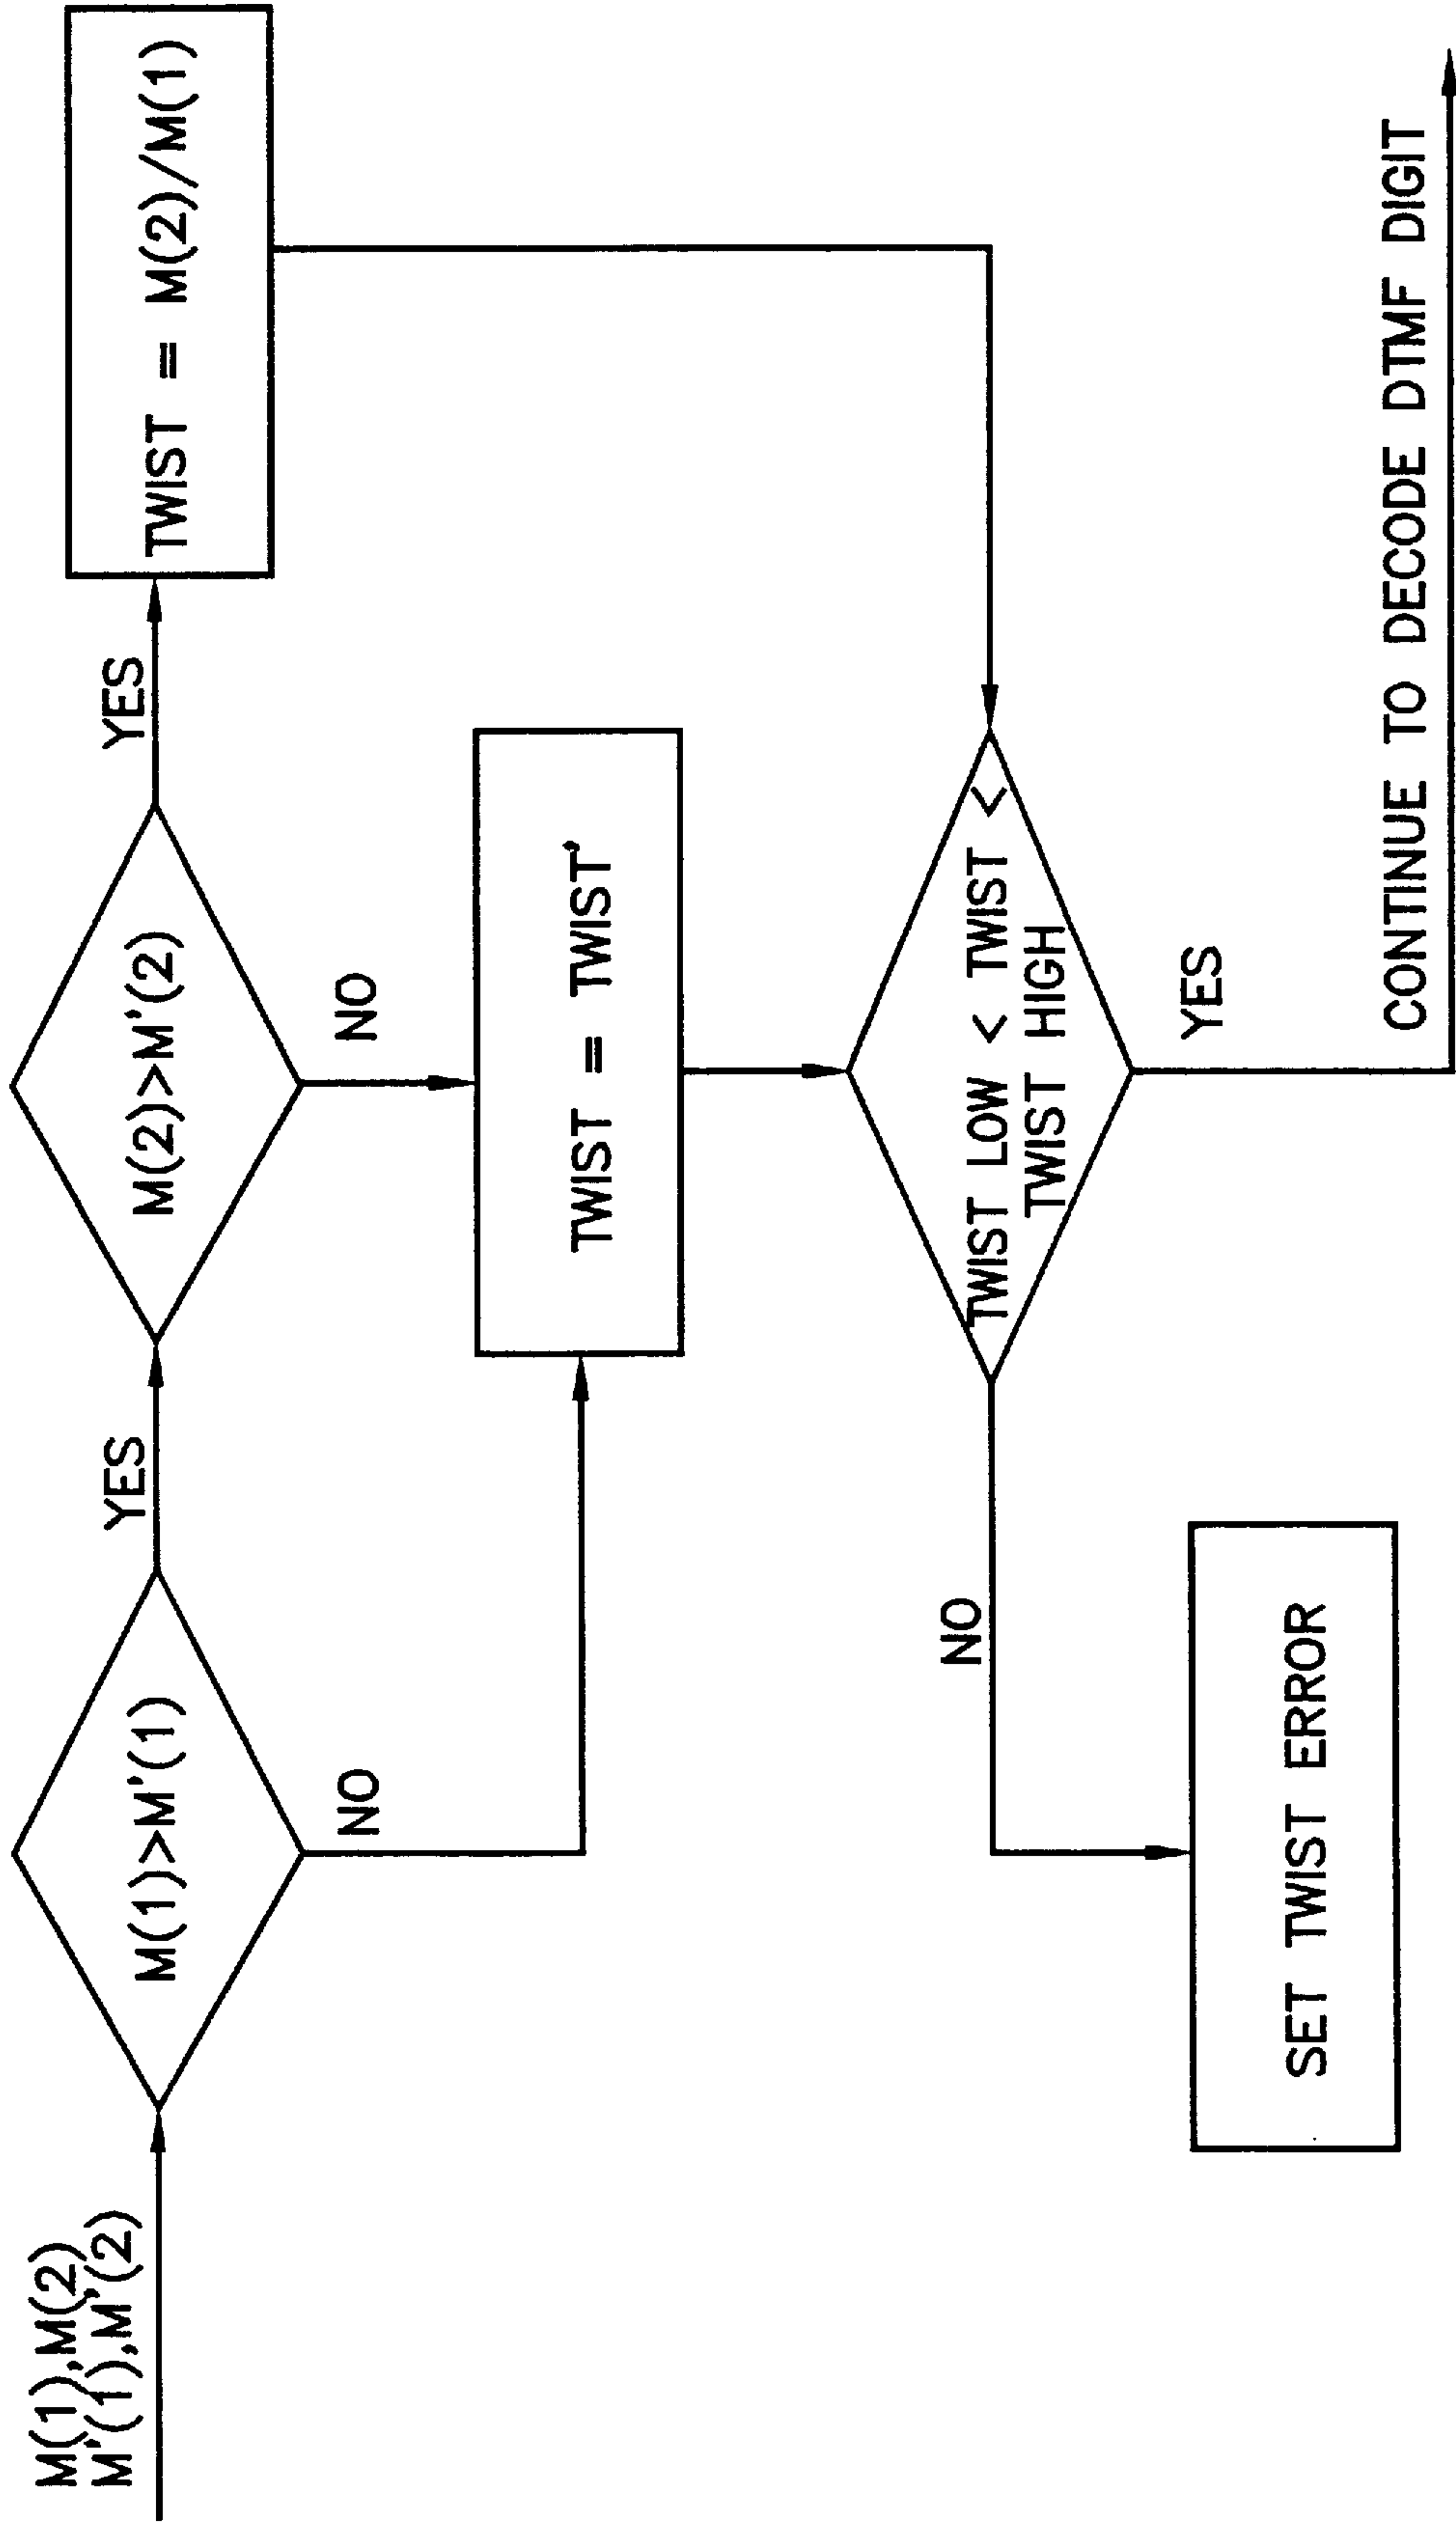 M(1),M(2)
M'(1),M'(2)
M(1)>M'(1)
YES
M(2)>M'(2)
YES
TWIST = M(2)/M(1)
NO
NO
TWIST = TWIST'
TWIST LOW < TWIST <
TWIST HIGH
NO
YES
SET TWIST ERROR
CONTINUE TO DECODE DTMF DIGIT